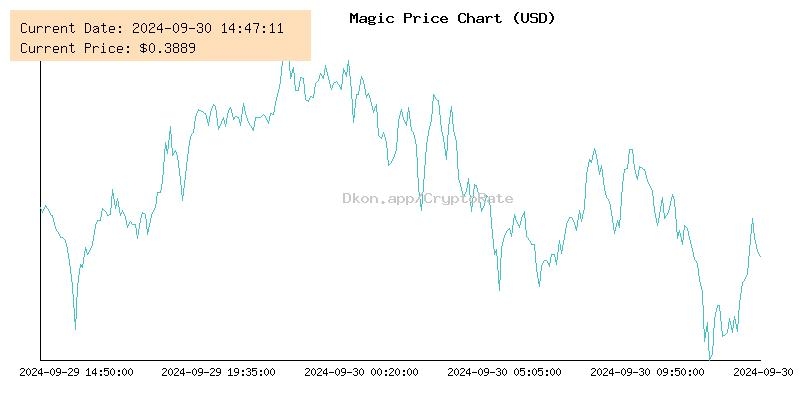 Magic Price Chart (USD)
Current Date: 2024-09-30 14:47:11
Current Price: $0.3889
Dkon.app/CryptoRate
2024-09-29 14:50:00 2024-09-29 19:35:00 2024-09-30 00:20:00 2024-09-30 05:05:00 2024-09-30 09:50:00 2024-09-30